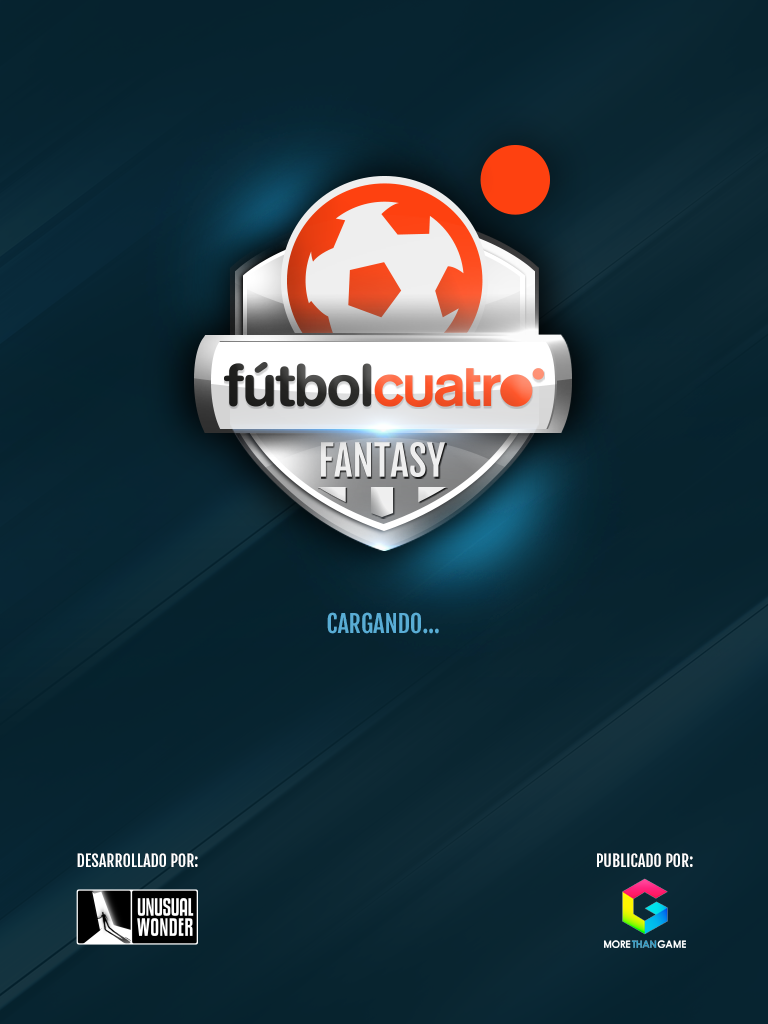 fútbolcuatro
FANTASY
CARGANDO...
DESARROLLADO POR:
PUBLICADO POR:
UNUSUAL
WONDER
MORETHANGAME